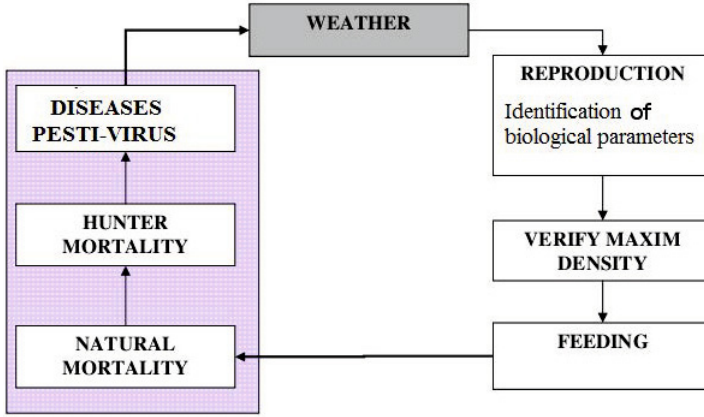 WEATHER
REPRODUCTION
Identification of
biological parameters
VERIFY MAXIM
DENSITY
FEEDING
NATURAL
MORTALITY
HUNTER
MORTALITY
DISEASES
PESTI-VIRUS